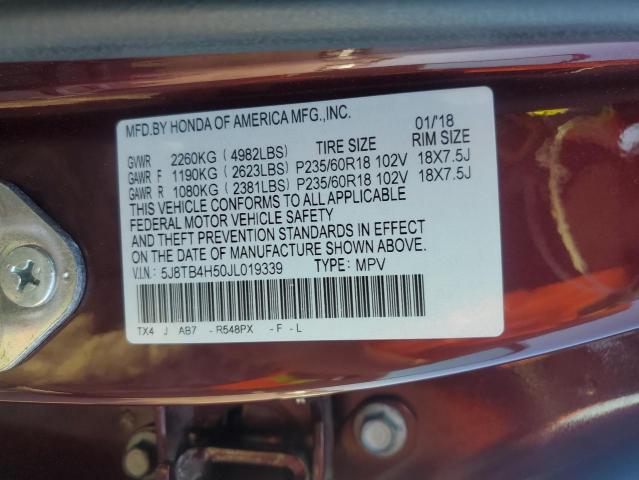 MFD.BY HONDA OF AMERICA MFG.,INC. 01/'18
GVWR 2260KG ( 4982LBS) TIRE SIZE RIM SIZE
GAWR F 1190KG ( 2623LBS) P235/60R18 102V 18X7.5J
GAWR R 1080KG ( 2381LBS) P235/60R18 102V 18X7.5J
THIS VEHICLE CONFORMS TO ALL APPLICABLE
FEDERAL MOTOR VEHICLE SAFETY
AND THEFT PREVENTION STANDARDS IN EFFECT
ON THE DATE OF MANUFACTURE SHOWN ABOVE.
V.I.N.: 5J8TB4H50JL019339 TYPE: MPV
TX4 J AB7 - R548PX - F - L